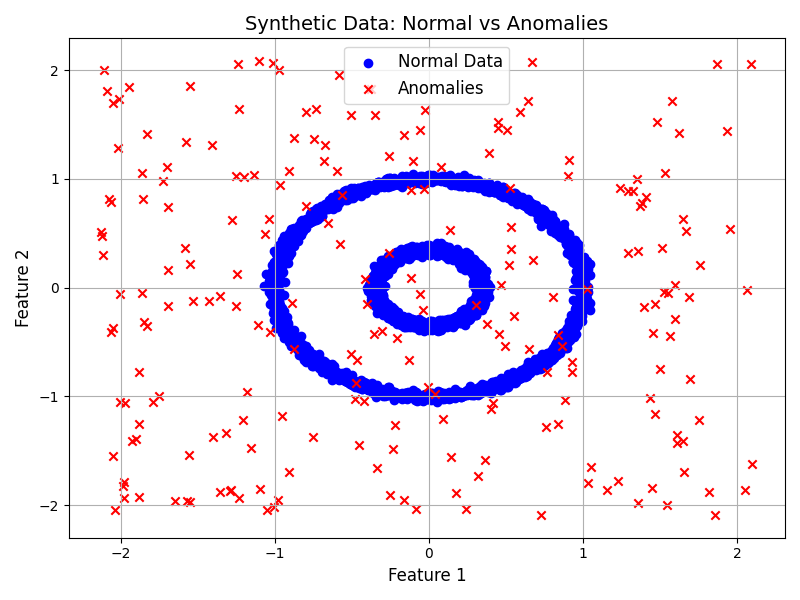 Synthetic Data: Normal vs Anomalies
Normal Data
Anomalies
2
1
0
−1
−2
Feature 2
−2 −1 0 1 2
Feature 1